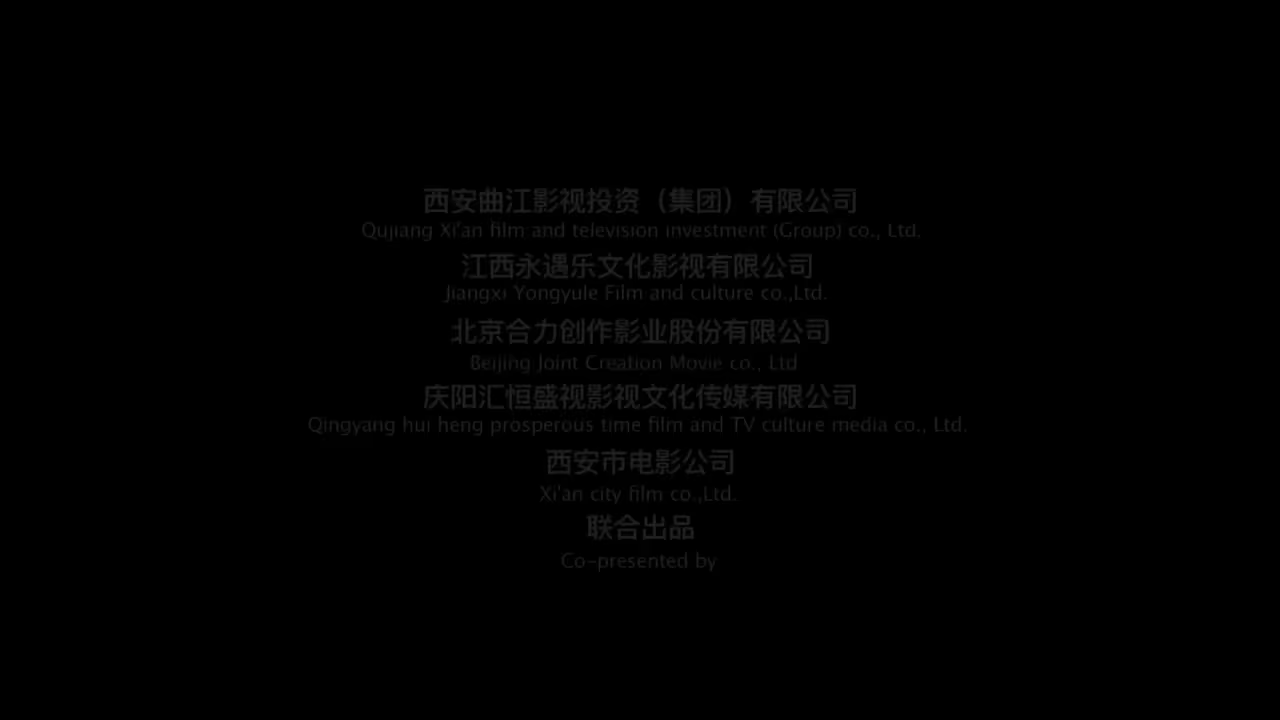 西安曲江影视投资（集团）有限公司
Qujiang Xi'an film and television investment (Group) co., Ltd.
江西永遇乐文化影视有限公司
Jiangxi Yongyule Film and culture co.,Ltd.
北京合力创作影业股份有限公司
Beijing Joint Creation Movie co., Ltd
庆阳汇恒盛视影视文化传媒有限公司
Qingyang hui heng prosperous time film and TV culture media co., Ltd.
西安市电影公司
Xi'an city film co.,Ltd.
联合出品
Co-presented by